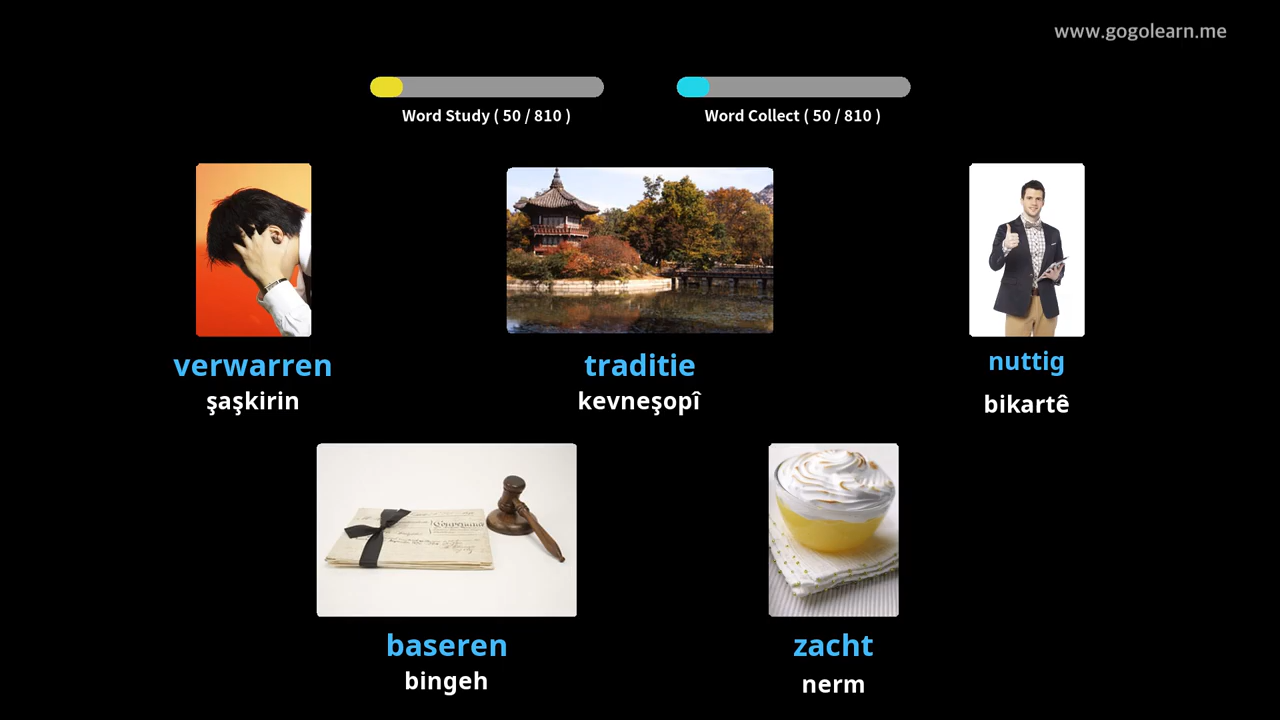 www.gogolearn.me
Word Study ( 50 / 810 )
Word Collect ( 50 / 810 )
verwarren
şaşkirin
traditie
kevneşopî
nuttig
bikartê
baseren
bingeh
zacht
nerm